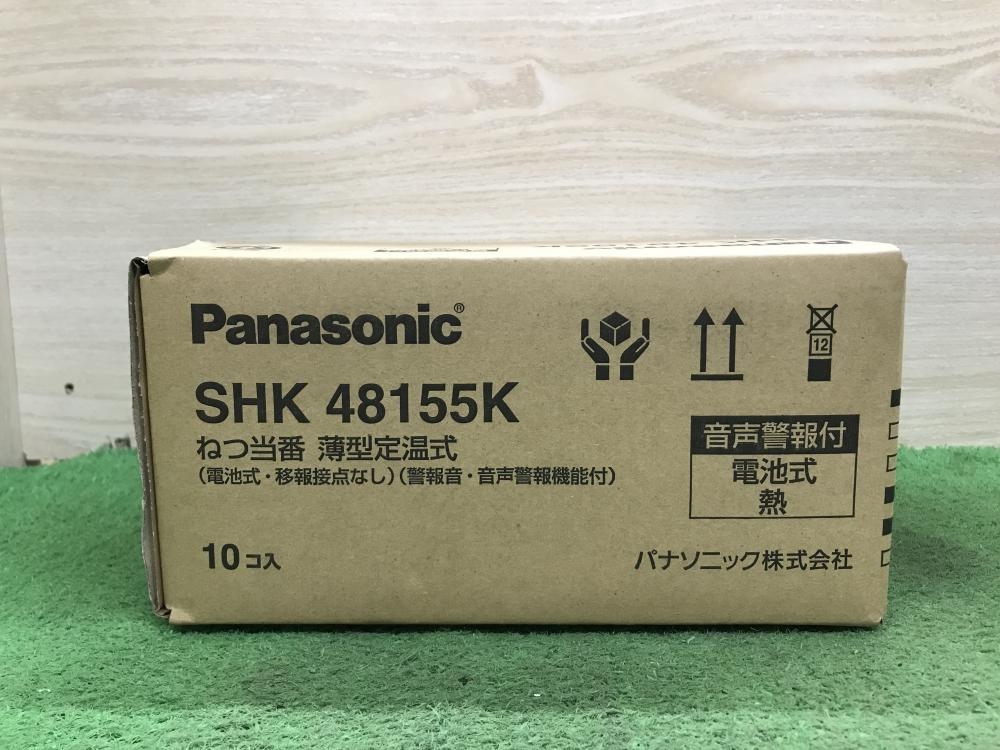 Panasonic®
SHK 48155K
ねつ当番 薄型定温式
(電池式・移報接点なし)(警報音・音声警報機能付)
10コ入
12
音声警報付
電池式
熱
パナソニック株式会社